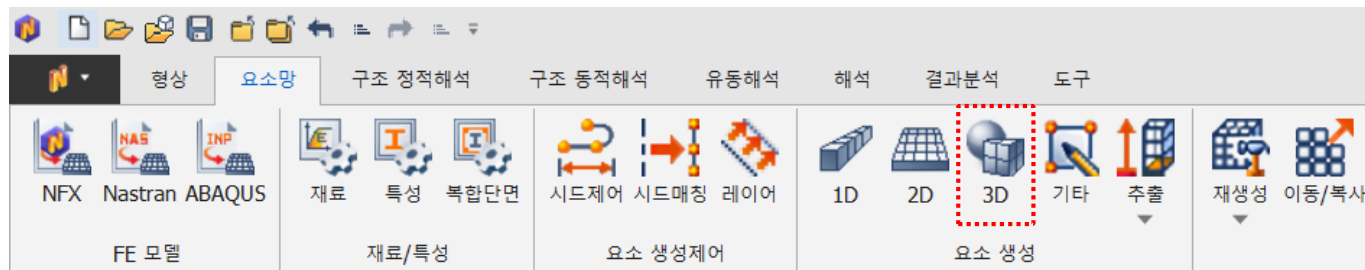 형상 요소망 구조 정적해석 구조 동적해석 유동해석 해석 결과분석 도구
NAS INP
NFX Nastran ABAQUS 재료 특성 복합단면 시드제어 시드매칭 레이어 1D 2D 3D 기타 추출 재생성 이동/복사
FE 모델 재료/특성 요소 생성제어 요소 생성